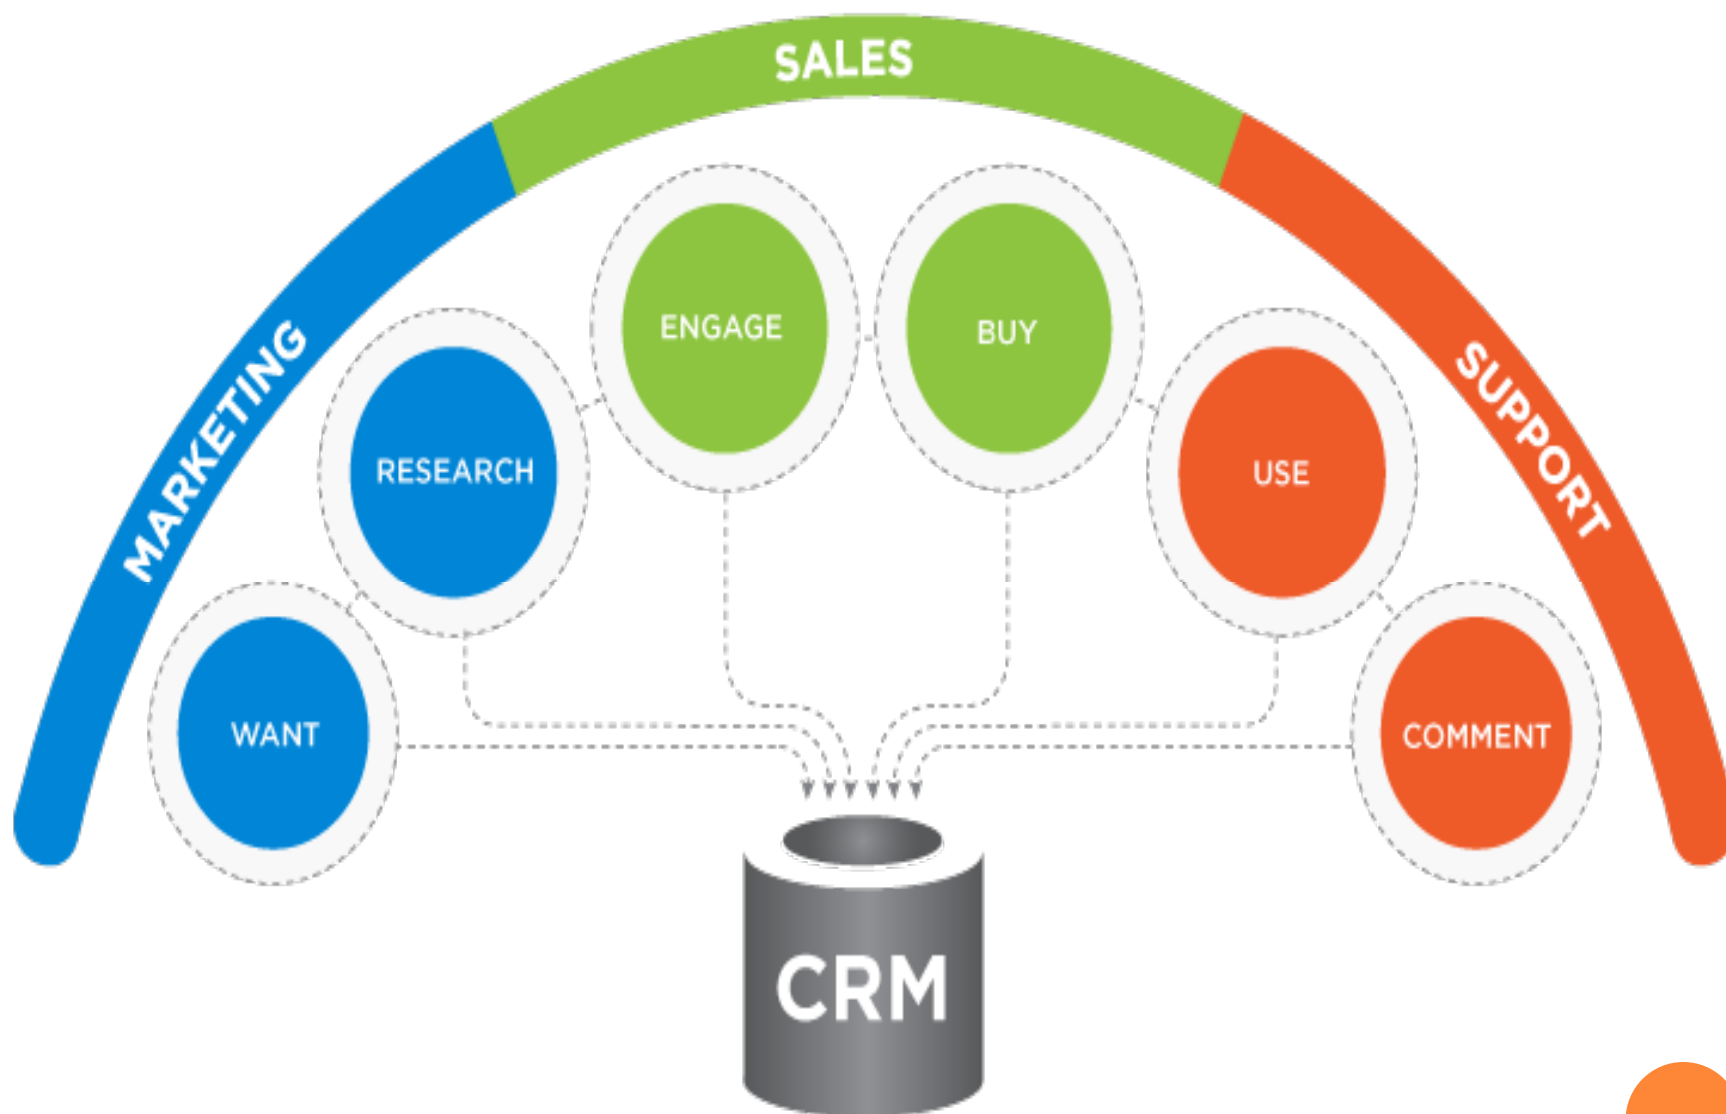 SALES
MARKETING
SUPPORT
ENGAGE
BUY
RESEARCH
USE
WANT
COMMENT
CRM